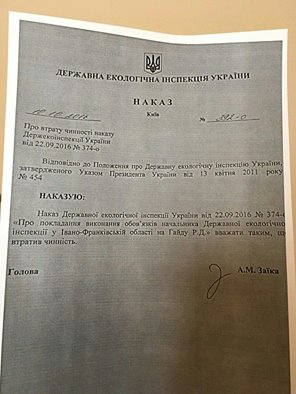 ДЕРЖАВНА ЕКОЛОГІЧНА ІНСПЕКЦІЯ УКРАЇНИ
НАКАЗ
Київ
№
Про втрату чинності наказу
Держекоінспекції України
від 22.09.2016 № 374-о
Відповідно до Положення про Державну екологічну інспекцію України,
затвердженого Указом Президента України від 13 квітня 2011 року
№ 454
НАКАЗУЮ:
Наказ Державної екологічної інспекції України від 22.09.2016 № 374-о
«Про покладання виконання обов'язків начальника Державної екологічно
інспекції у Івано-Франківській області на Гайду Р.Д.» вважати таким, що
втратив чинність.
Голова
А.М. Заїка